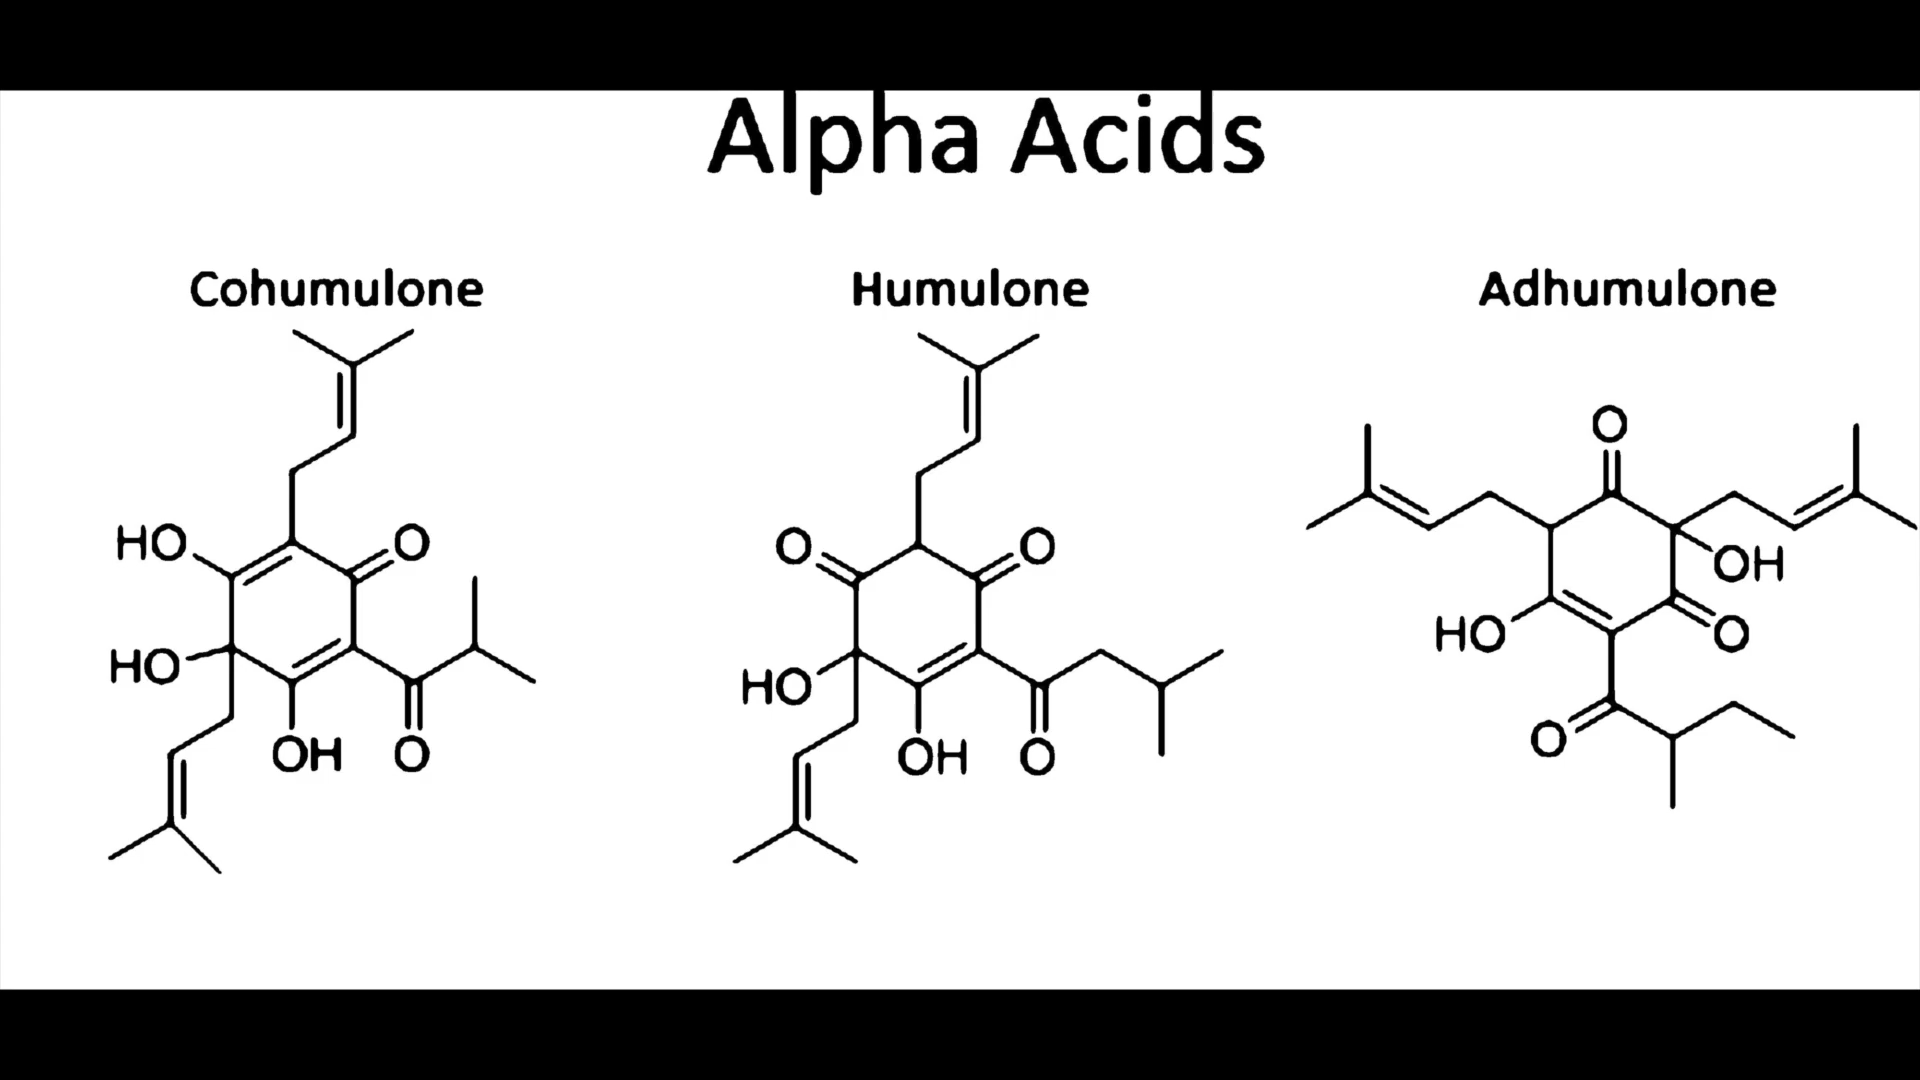 Alpha Acids
Cohumulone
Humulone
Adhumulone
HO
O
HO
OH
O
O
O
HO
OH
O
O
OH
HO
O
O